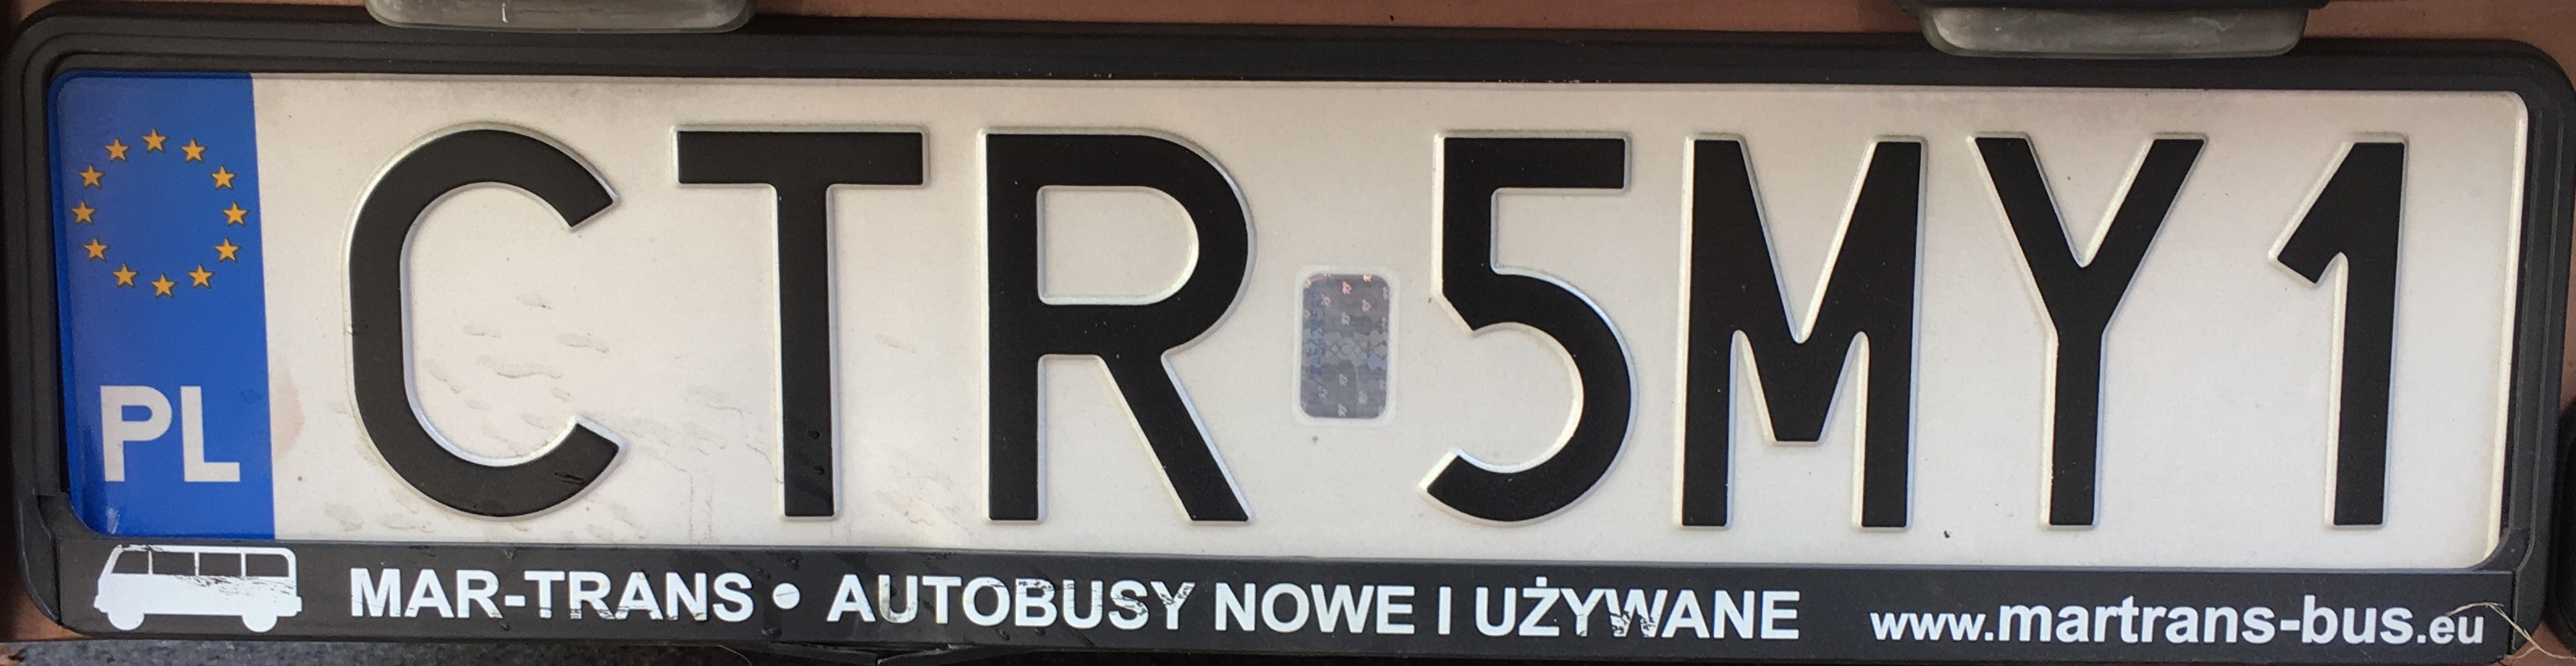 PL CTR 5MY1
MAR-TRANS • AUTOBUSY NOWE I UŻYWANE www.martrans-bus.eu